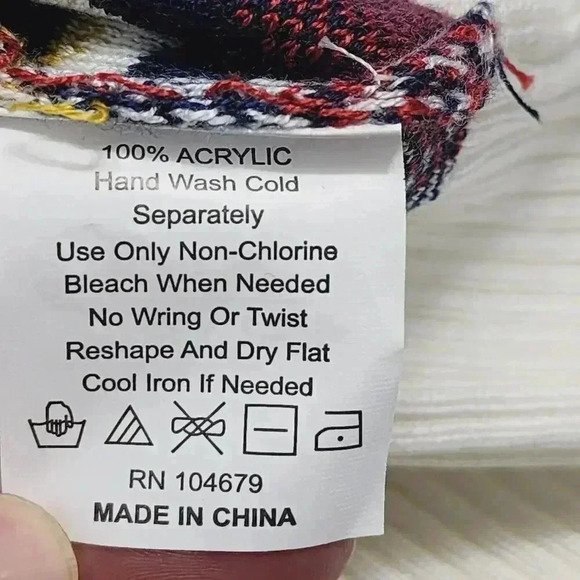 100% ACRYLIC
Hand Wash Cold
Separately
Use Only Non-Chlorine
Bleach When Needed
No Wring Or Twist
Reshape And Dry Flat
Cool Iron If Needed
RN 104679
MADE IN CHINA